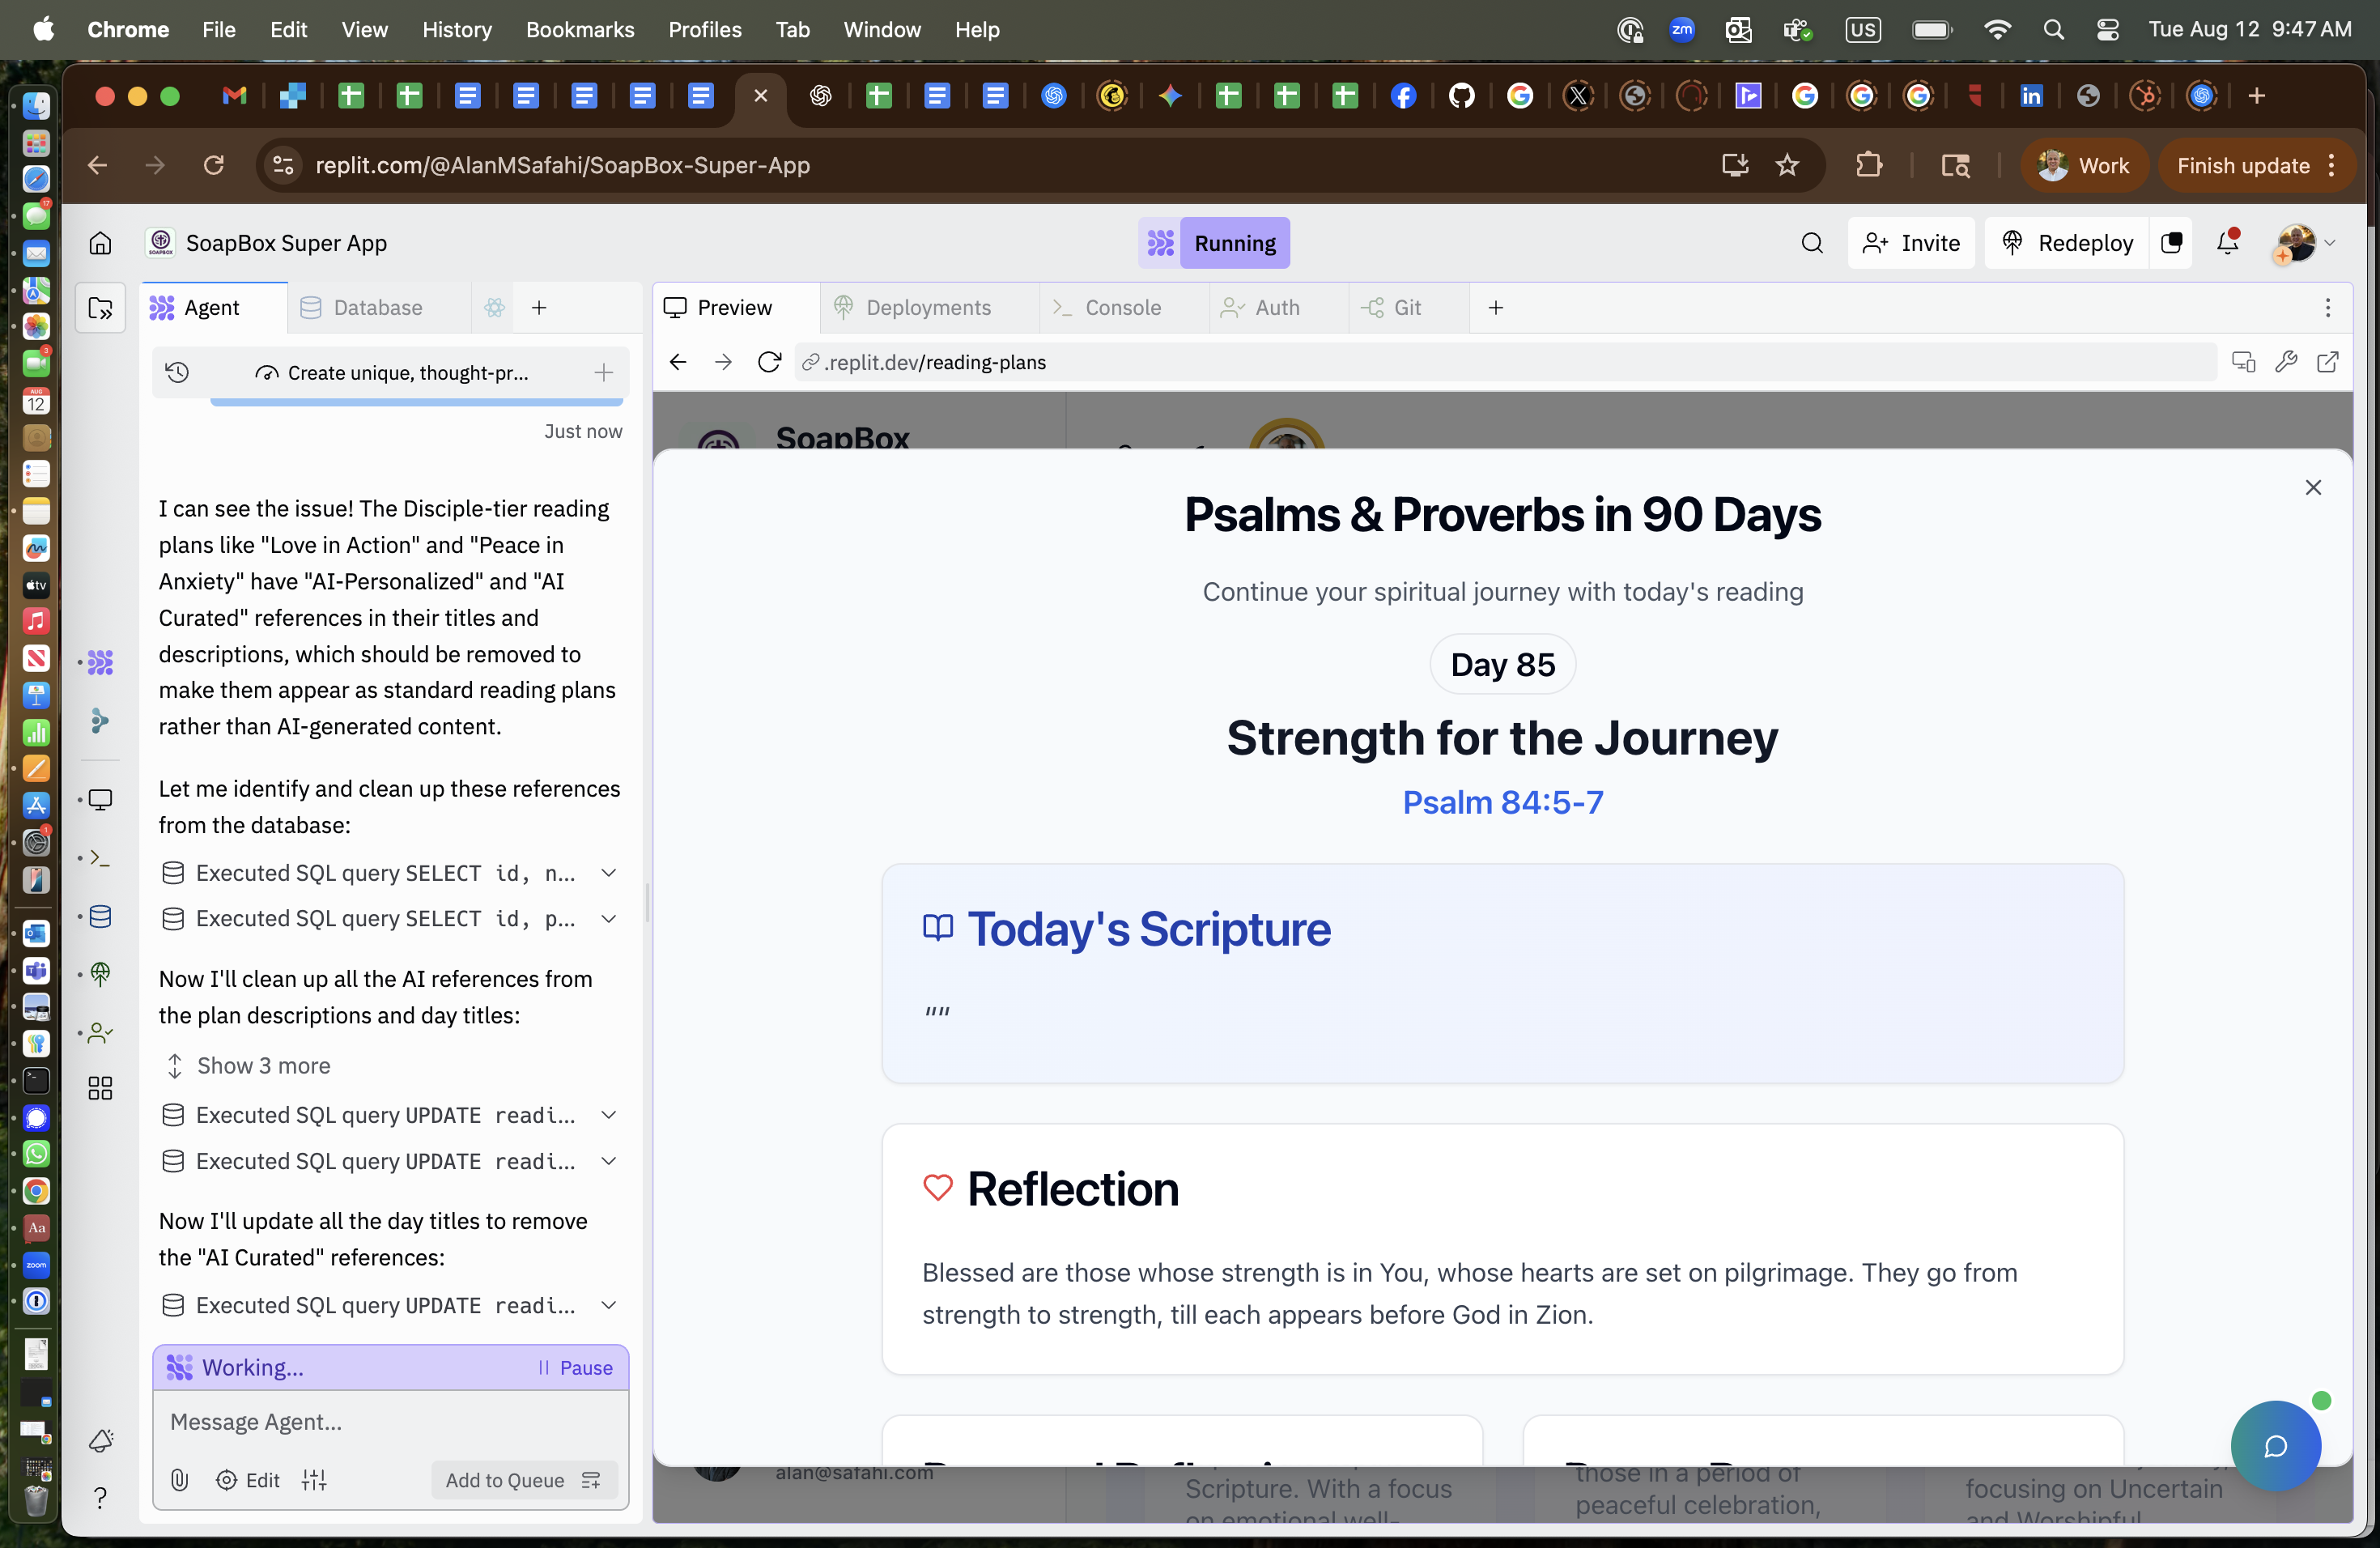 Chrome File Edit View History Bookmarks Profiles Tab Window Help
zm US Tue Aug 12 9:47 AM
replit.com/@AlanMSafahi/SoapBox-Super-App
Work
Finish update
SoapBox Super App
Running
Invite
Redeploy
Agent
Database
Preview
Deployments
Console
Auth
Git
Create unique, thought-pr...
.replit.dev/reading-plans
Just now
I can see the issue! The Disciple-tier reading
plans like "Love in Action" and "Peace in
Anxiety" have "AI-Personalized" and "AI
Curated" references in their titles and
descriptions, which should be removed to
make them appear as standard reading plans
rather than AI-generated content.
Let me identify and clean up these references
from the database:
Executed SQL query SELECT id, n...
Executed SQL query SELECT id, p...
Now I'll clean up all the AI references from
the plan descriptions and day titles:
Show 3 more
Executed SQL query UPDATE readi...
Executed SQL query UPDATE readi...
Now I'll update all the day titles to remove
the "AI Curated" references:
Executed SQL query UPDATE readi...
Working...
Pause
Message Agent...
Edit
Add to Queue
SoapBox
Psalms & Proverbs in 90 Days
Continue your spiritual journey with today's reading
Day 85
Strength for the Journey
Psalm 84:5-7
Today's Scripture
""
Reflection
Blessed are those whose strength is in You, whose hearts are set on pilgrimage. They go from
strength to strength, till each appears before God in Zion.
alan@safahi.com
Scripture. With a focus
on emotional well-
those in a period of
peaceful celebration,
focusing on Uncertain
and Worshipful